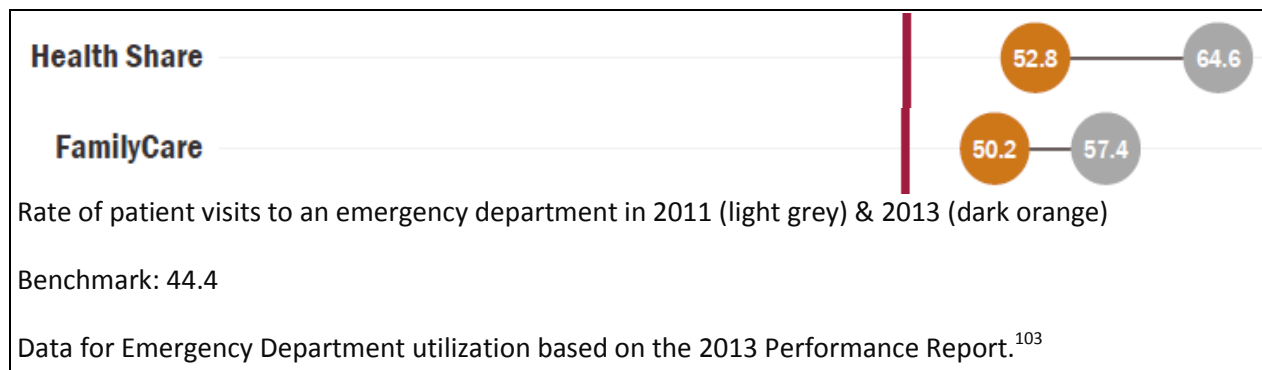 Health Share 52.8 64.6
FamilyCare 50.2 57.4
Rate of patient visits to an emergency department in 2011 (light grey) & 2013 (dark orange)
Benchmark: 44.4
Data for Emergency Department utilization based on the 2013 Performance Report.103